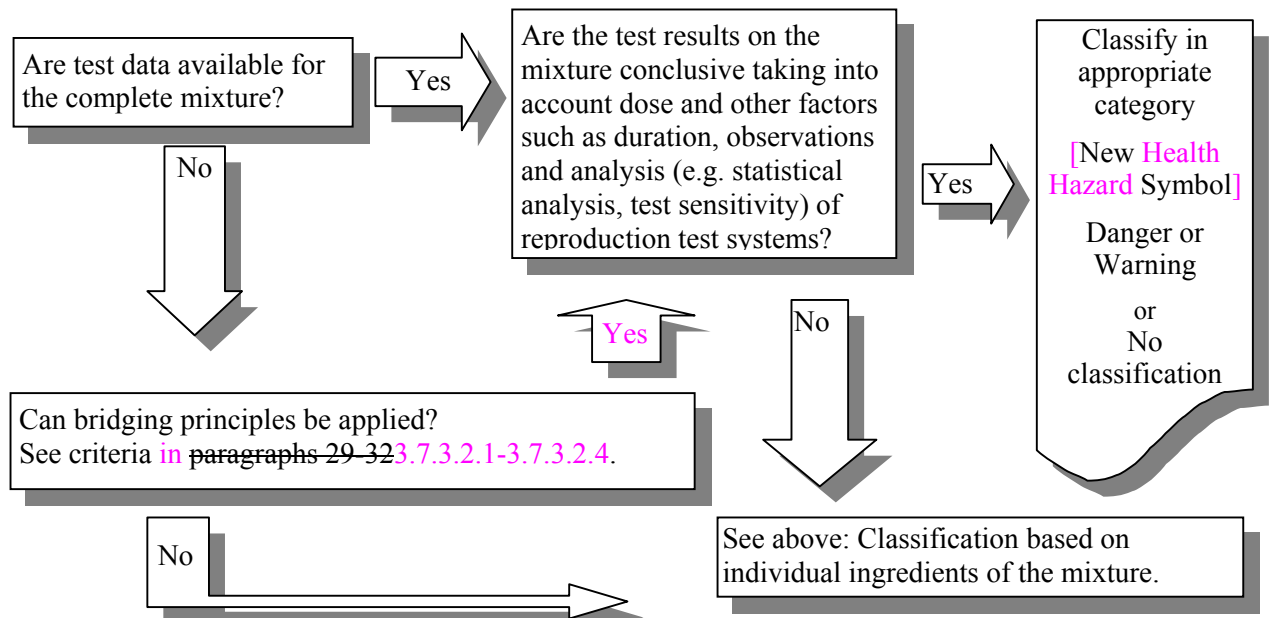 Are test data available for
the complete mixture?
Yes
Are the test results on the
mixture conclusive taking into
account dose and other factors
such as duration, observations
and analysis (e.g. statistical
analysis, test sensitivity) of
reproduction test systems?
Yes
Classify in
appropriate
category
[New Health
Hazard Symbol]
Danger or
Warning
or
No
classification
No
Yes
No
Can bridging principles be applied?
See criteria in paragraphs 29-323.7.3.2.1-3.7.3.2.4.
No
See above: Classification based on
individual ingredients of the mixture.